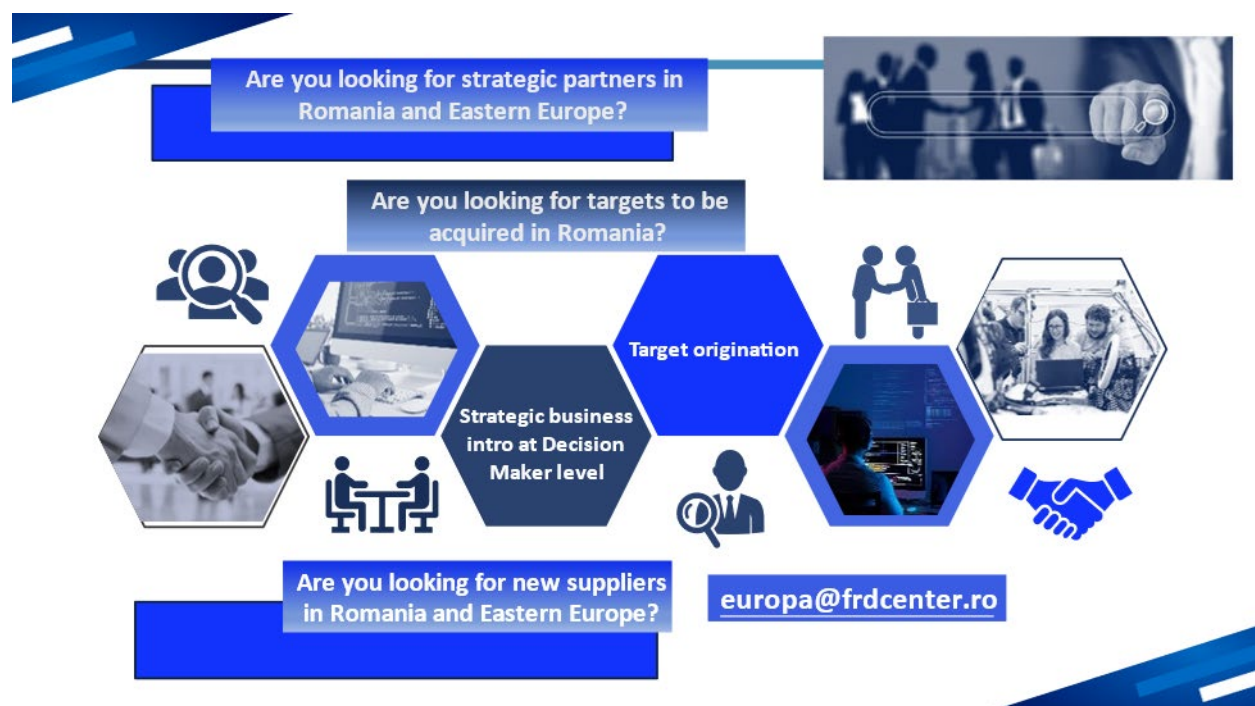 Are you looking for strategic partners in
Romania and Eastern Europe?
Are you looking for targets to be
acquired in Romania?
Target origination
Strategic business
intro at Decision
Maker level
Are you looking for new suppliers
in Romania and Eastern Europe?
europa@frdcenter.ro